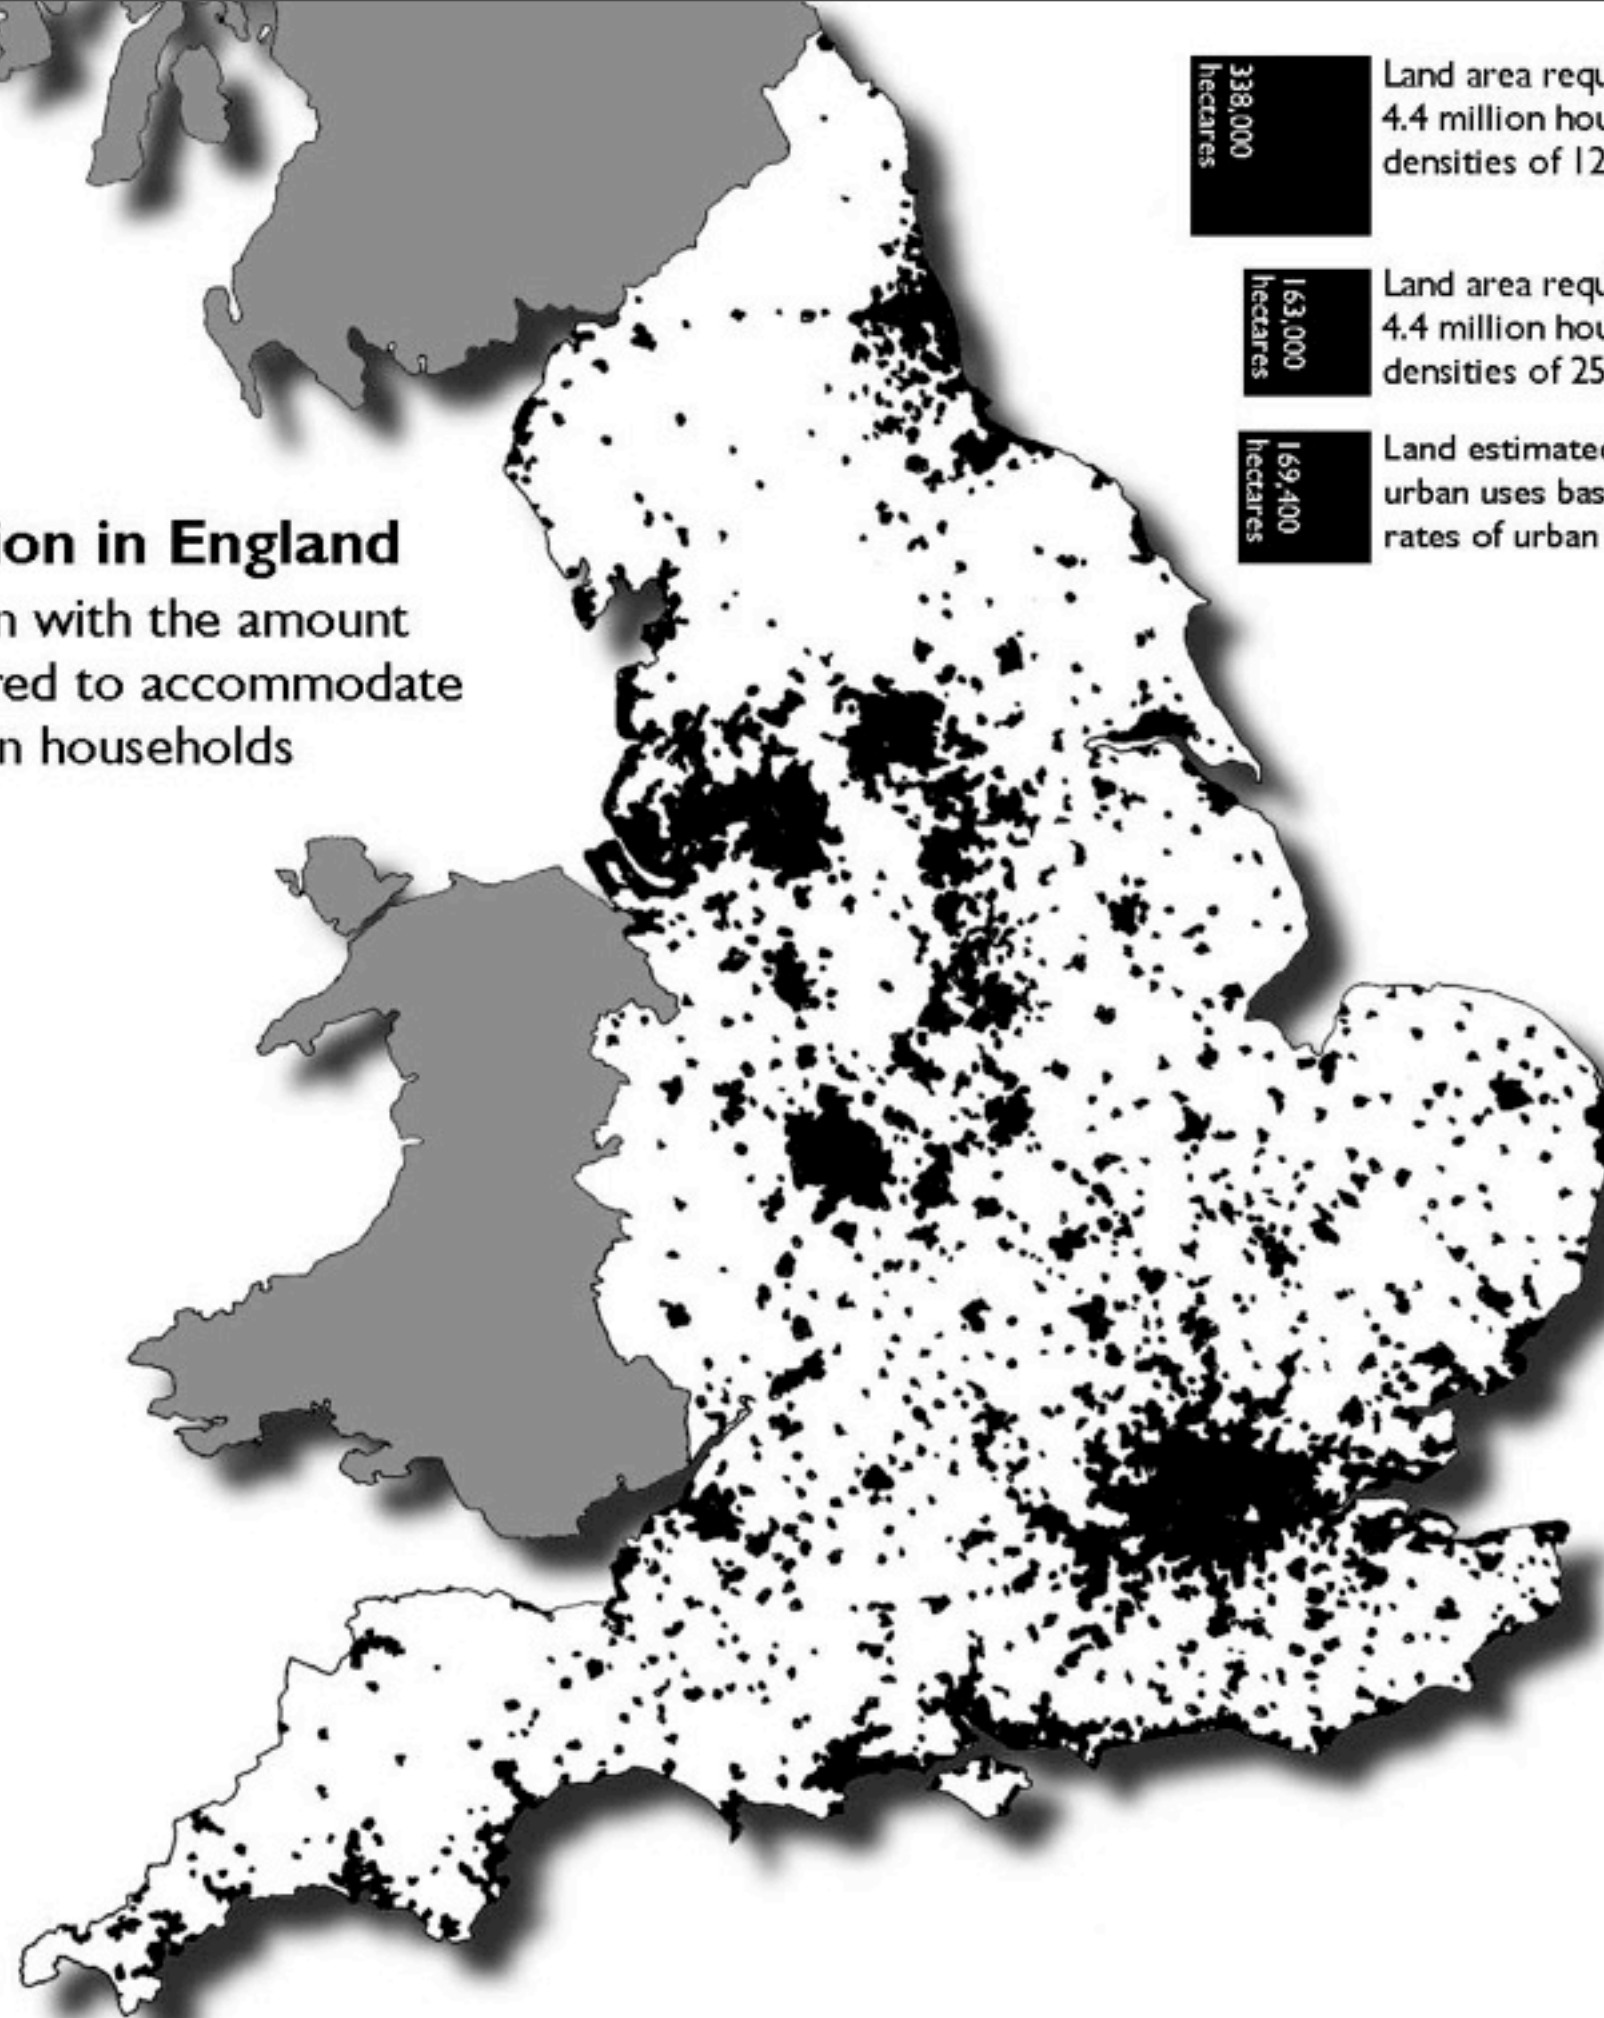 338,000
hectares
Land area requ
4.4 million hou
densities of 12
163,000
hectares
Land area requ
4.4 million hou
densities of 25
169,400
hectares
Land estimated
urban uses bas
rates of urban
ion in England
n with the amount
red to accommodate
n households